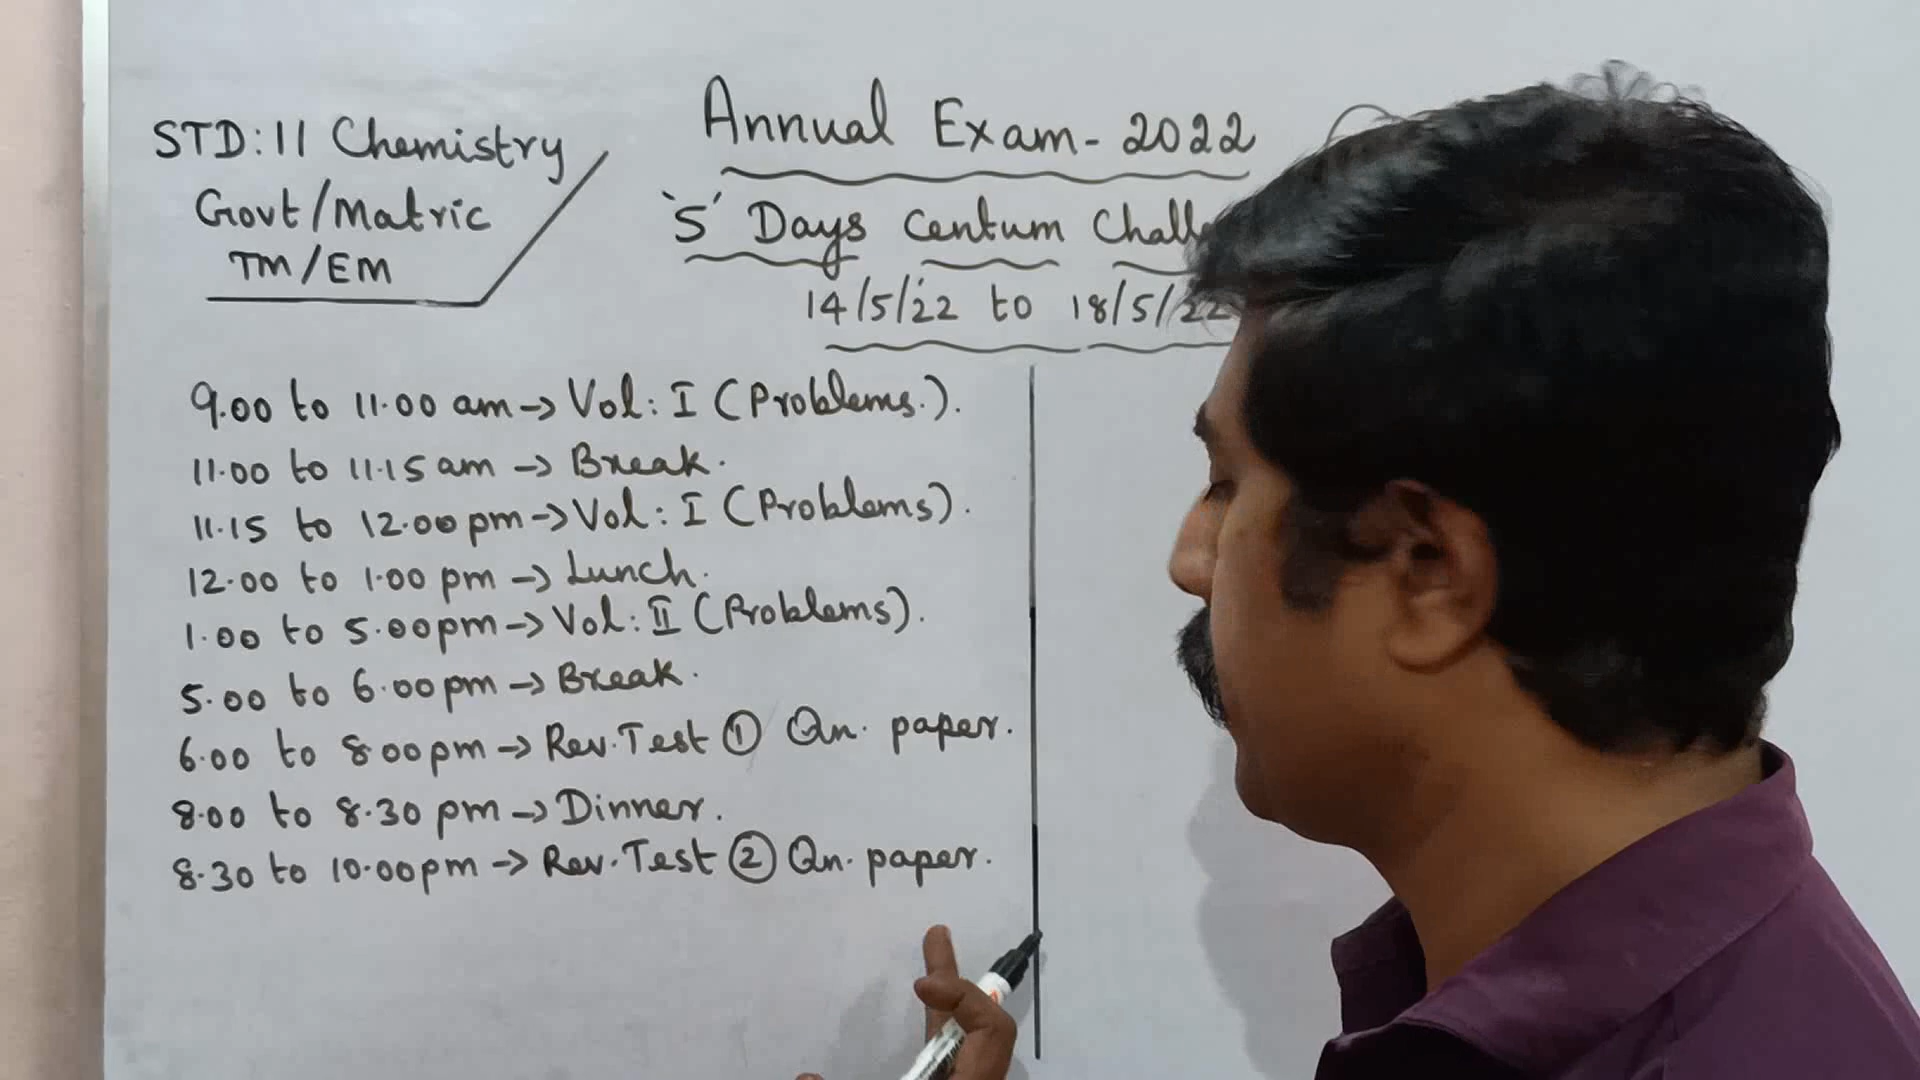 STD: 11 Chemistry
Govt/Matric
TM/EM
Annual Exam - 2022
'5' Days Centum
14/5/22 to 18/5/22
9.00 to 11.00 am → Vol: I (Problems.).
11.00 to 11.15 am → Break.
11.15 to 12.00 pm → Vol: I (Problems).
12.00 to 1.00 pm → Lunch.
1.00 to 5.00 pm → Vol: II (Problems).
5.00 to 6.00 pm → Break.
6.00 to 8.00 pm → Rev. Test ① Qn. paper.
8.00 to 8.30 pm → Dinner.
8.30 to 10.00 pm → Rev. Test ② Qn. paper.